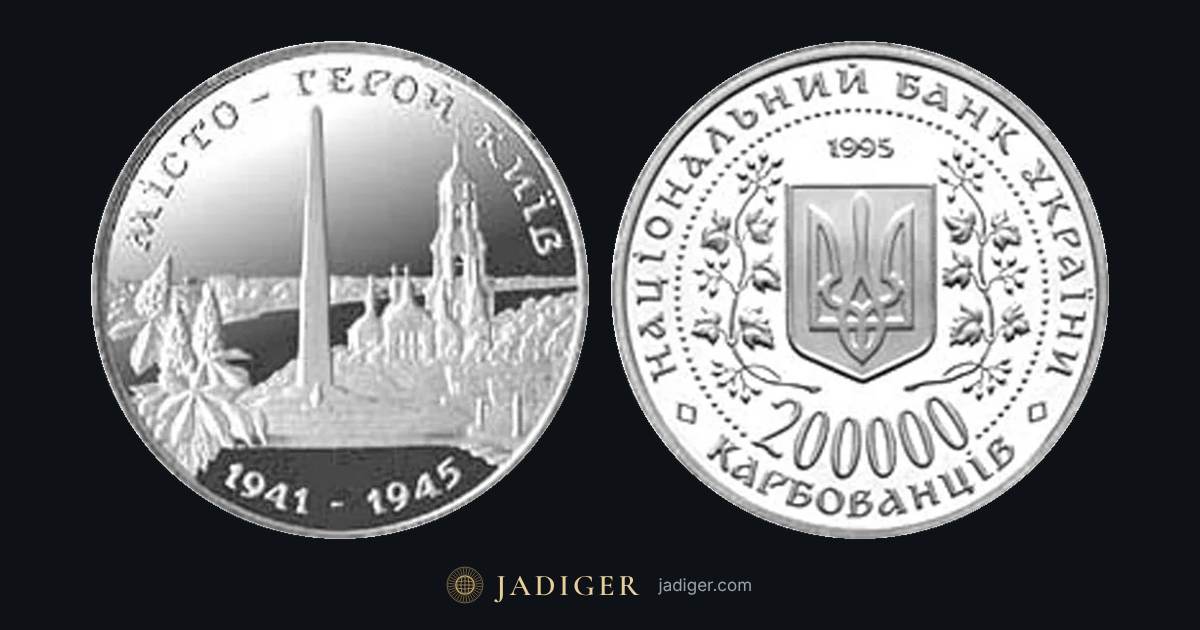 МІСТО - ГЕРОЙ КИЇВ
1941 - 1945
НАЦІОНАЛЬНИЙ БАНК УКРАЇНИ
1995
200000
КАРБОВАНЦІВ
JADIGER jadiger.com